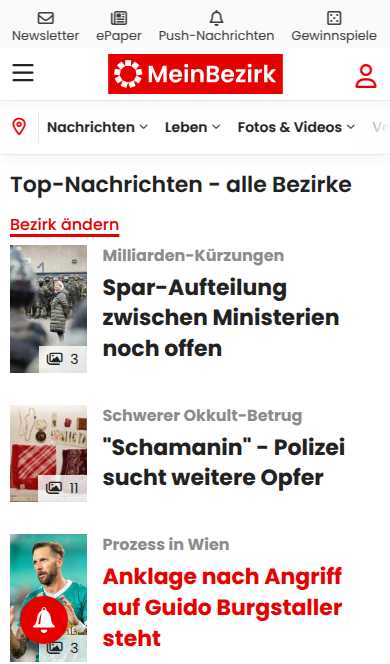 Newsletter
ePaper
Push-Nachrichten
Gewinnspiele
MeinBezirk
Nachrichten
Leben
Fotos & Videos
Top-Nachrichten - alle Bezirke
Bezirk ändern
Milliarden-Kürzungen
Spar-Aufteilung
zwischen Ministerien
noch offen
3
Schwerer Okkult-Betrug
"Schamanin" - Polizei
sucht weitere Opfer
11
Prozess in Wien
Anklage nach Angriff
auf Guido Burgstaller
steht
3